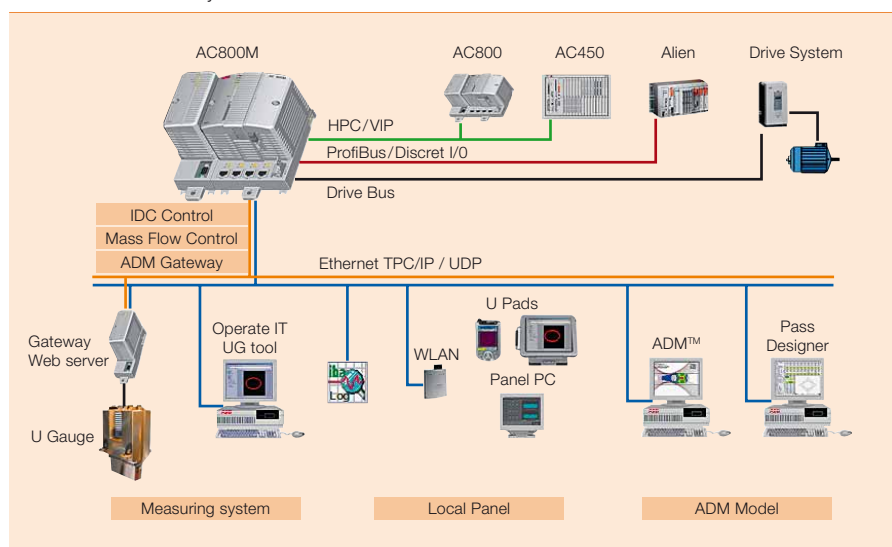 AC800M
AC800
AC450
Alien
Drive System
HPC/VIP
ProfiBus/Discret I/0
Drive Bus
IDC Control
Mass Flow Control
ADM Gateway
Ethernet TPC/IP / UDP
Gateway
Web server
U Gauge
Operate IT
UG tool
iba
Log
WLAN
U Pads
Panel PC
ADM™
Pass
Designer
Measuring system
Local Panel
ADM Model